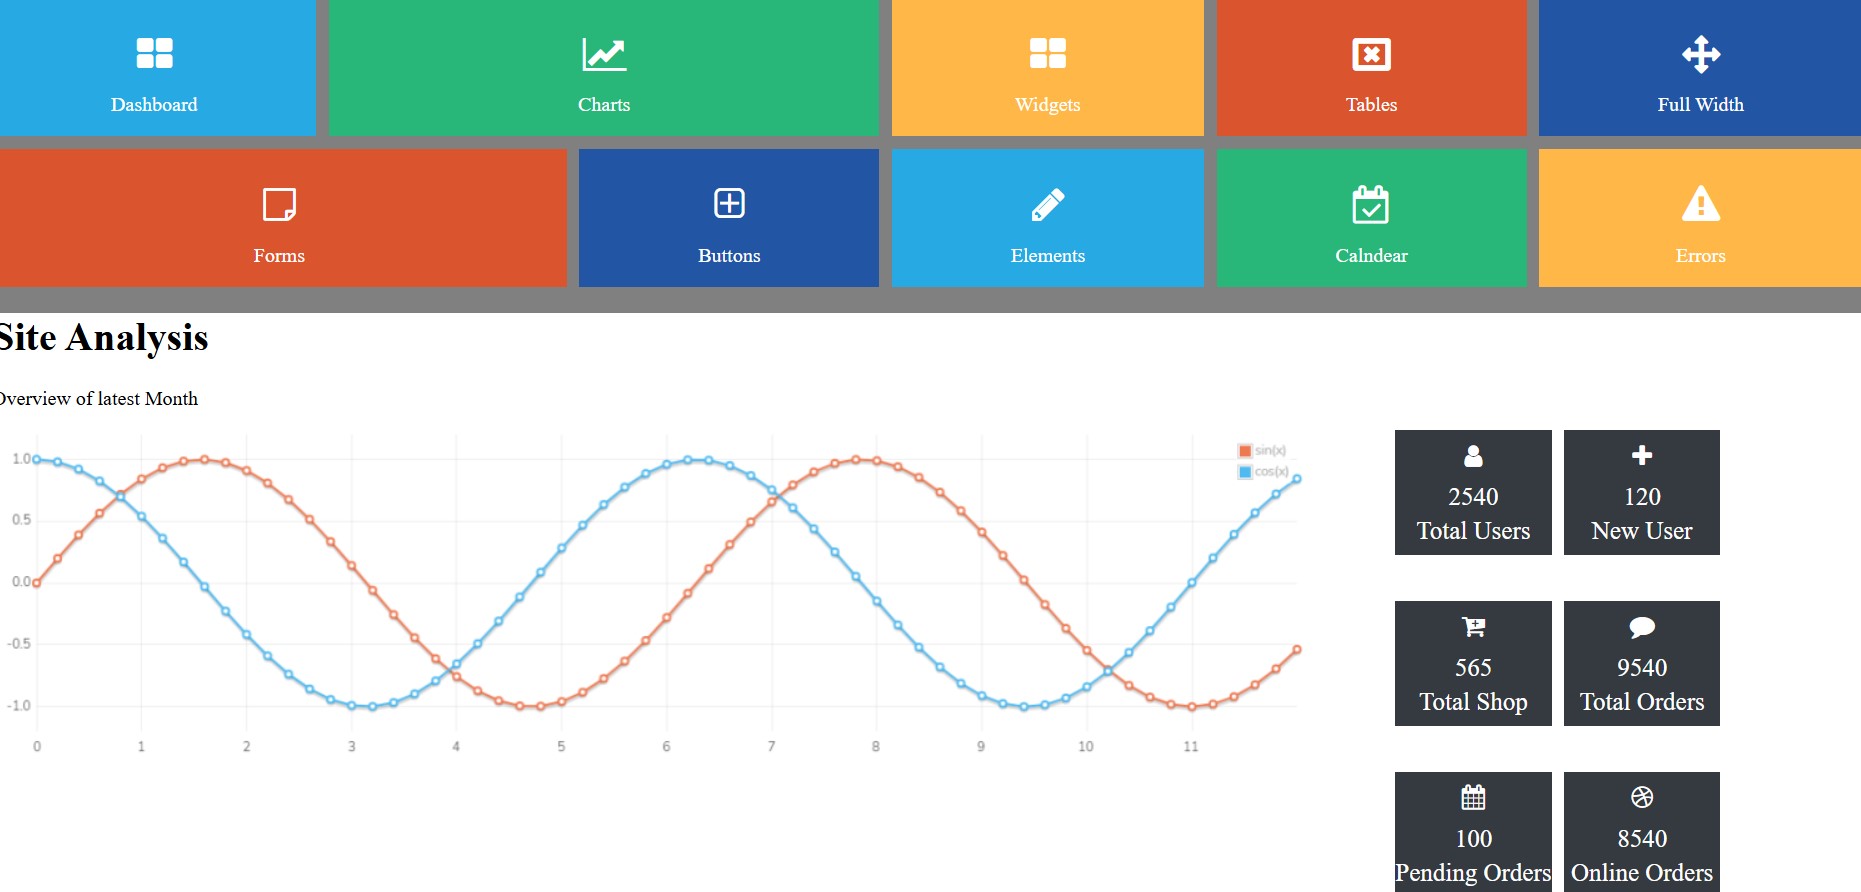 Dashboard
Charts
Widgets
Tables
Full Width
Forms
Buttons
Elements
Calndear
Errors
Site Analysis
Overview of latest Month
1.0
0.5
0.0
-0.5
-1.0
0 1 2 3 4 5 6 7 8 9 10 11
sin(x)
cos(x)
2540
Total Users
120
New User
565
Total Shop
9540
Total Orders
100
Pending Orders
8540
Online Orders